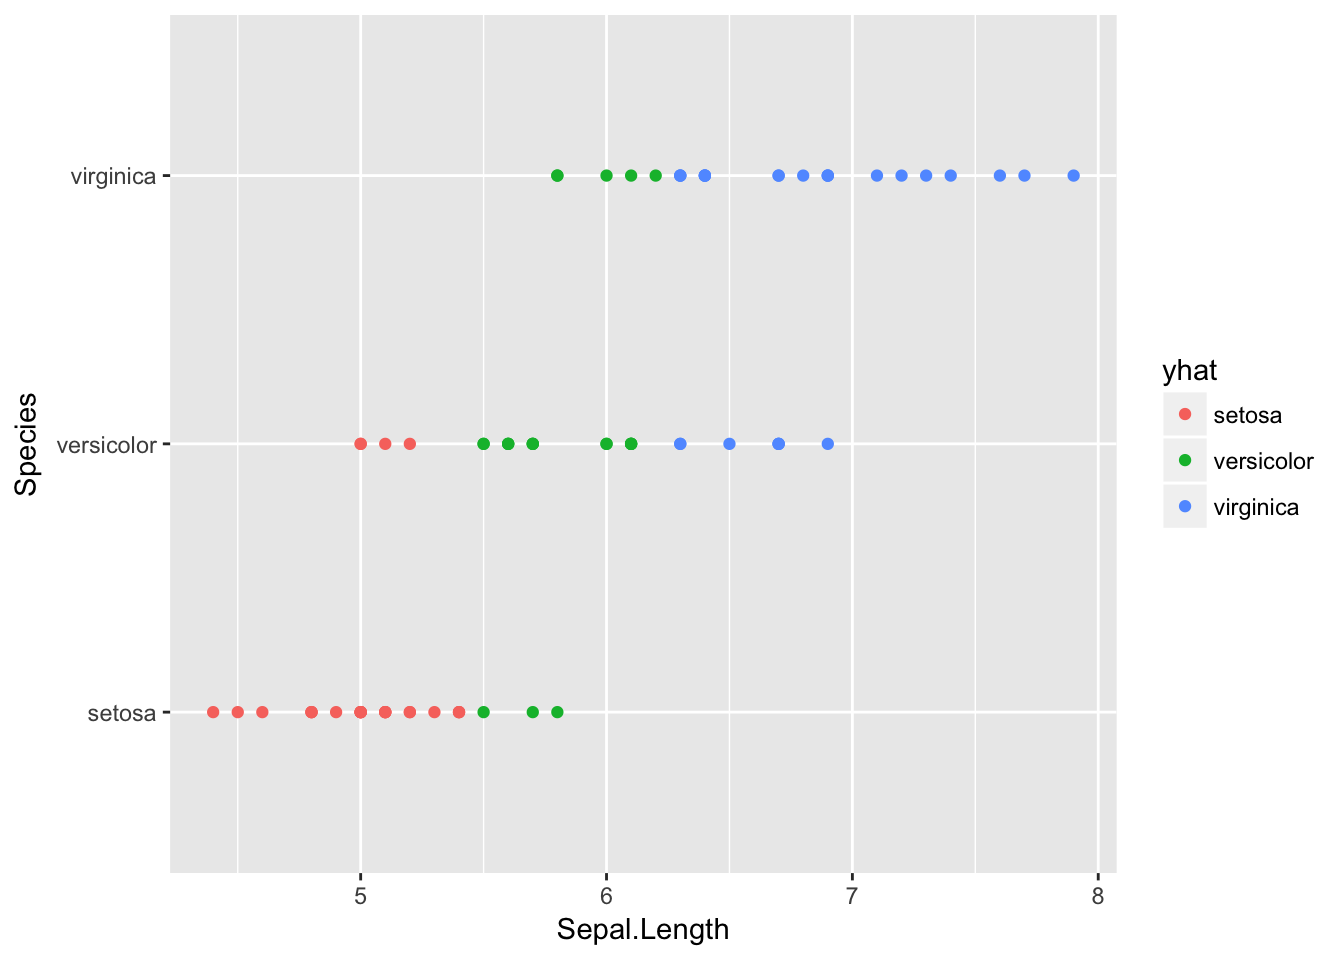 virginica
versicolor
setosa
Species
5
6
7
8
Sepal.Length
yhat
setosa
versicolor
virginica